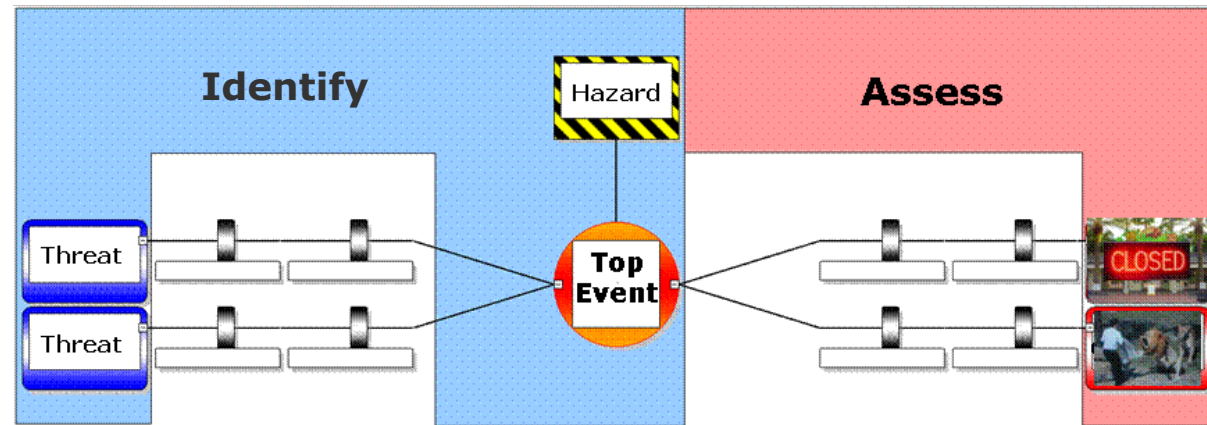 Identify
Hazard
Assess
Threat
Top
Event
CLOSED
Threat